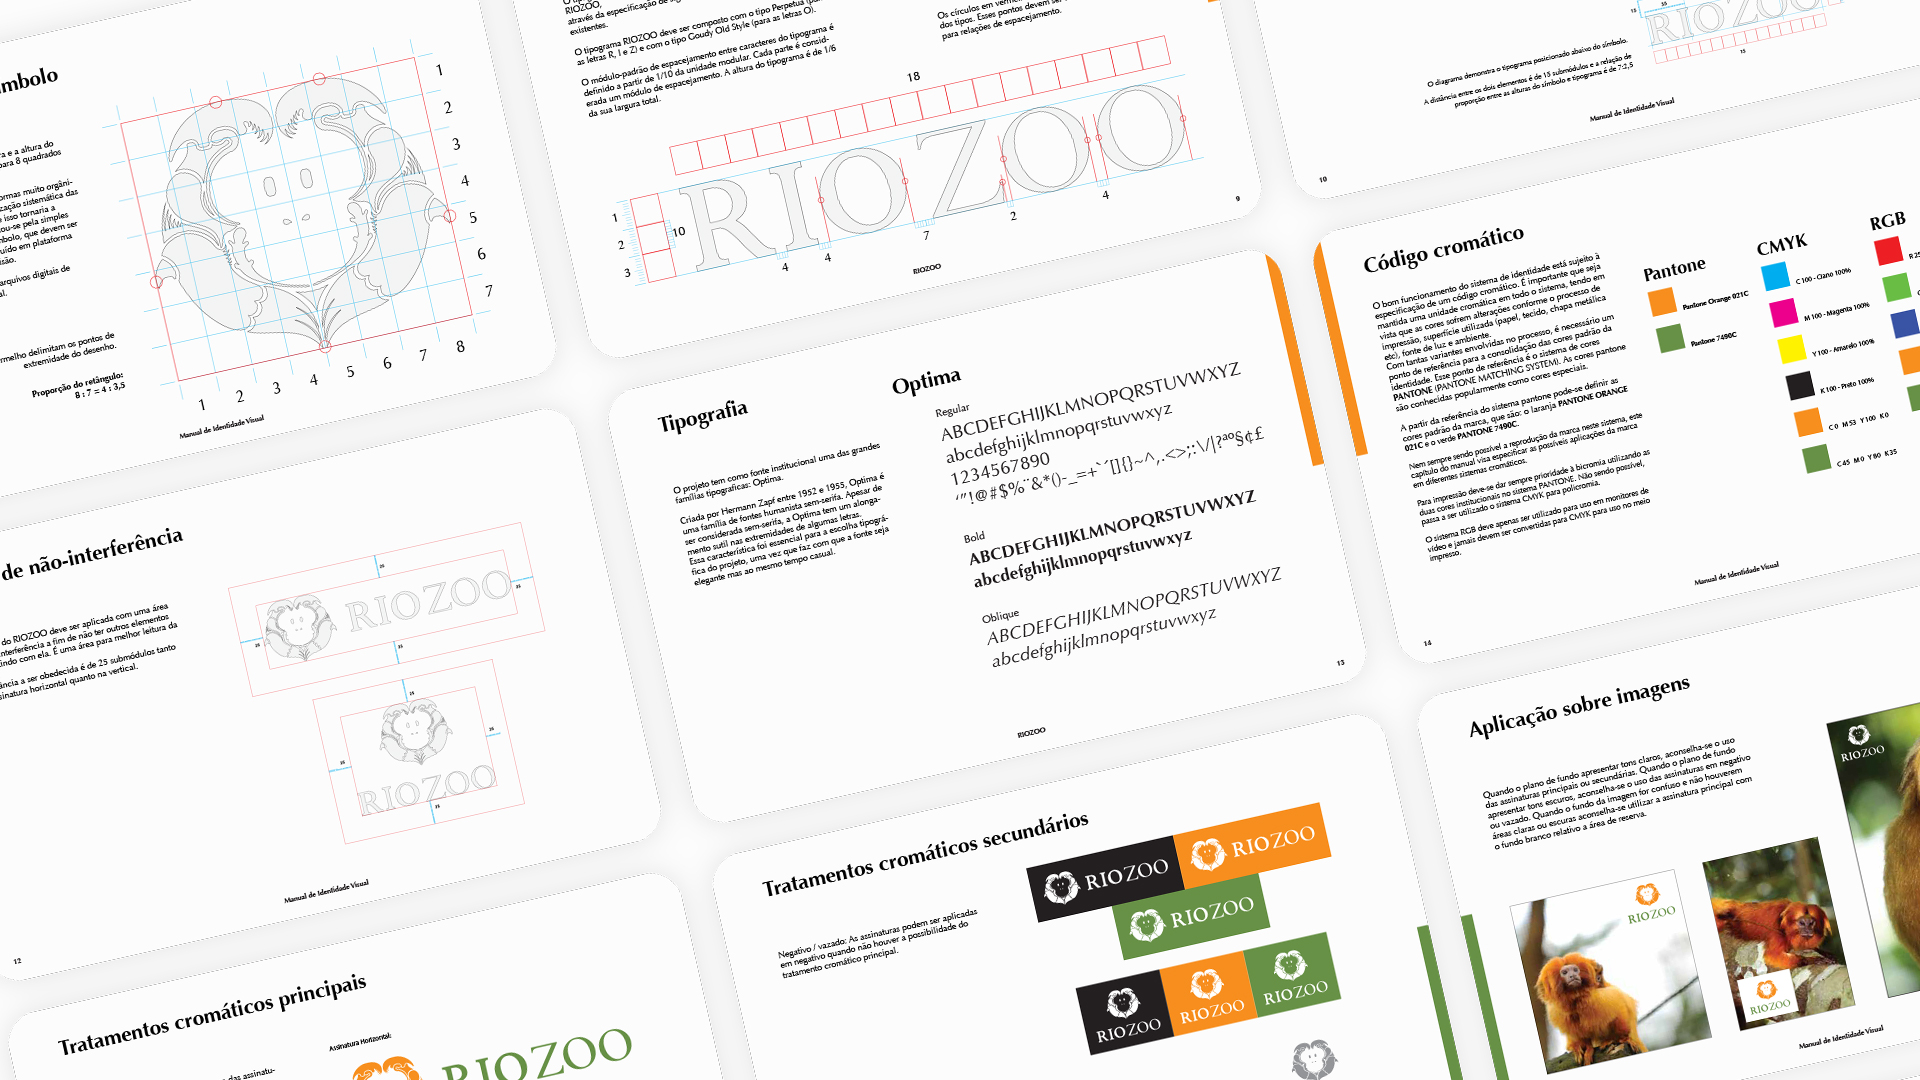 mbolo
ra e a altura do
para 8 quadrados
ormas muito orgâni-
zação sistemática das
e isso tornaria a
ou-se pela simples
nbolo, que devem ser
uído em plataforma
são.
arquivos digitais de
al.
rmelho delimitam os pontos de
extremidade do desenho.
Proporção do retângulo:
8 : 7 = 4 : 3,5
1
2
3
4
5
6
7
1 2 3 4 5 6 7 8
Manual de Identidade Visual
RIOZOO,
através da especificação de
existentes.
O tipograma RIOZOO deve ser composto com o tipo Perpetua
as letras R, I e Z) e com o tipo Goudy Old Style (para as letras O).
O módulo-padrão de espacejamento entre caracteres do tipograma é
definido a partir de 1/10 da unidade modular. Cada parte é consid-
erada um módulo de espacejamento. A altura do tipograma é de 1/6
da sua largura total.
Os círculos em
dos tipos. Esses pontos devem ser
para relações de espacejamento.
18
RIOZOO
1
2
3
10
4
4
7
2
4
RIOZOO
9
RIOZOO
15
35
15
O diagrama demonstra o tipograma posicionado abaixo do símbolo.
A distância entre os dois elementos é de 15 submódulos e a relação de
proporção entre as alturas do símbolo e tipograma é de 7:2,5
Manual de Identidade Visual
10
de não-interferência
do RIOZOO deve ser aplicada com uma área
nterferência a fim de não ter outros elementos
indo com ela. É uma área para melhor leitura da
ância a ser obedecida é de 25 submódulos tanto
sinatura horizontal quanto na vertical.
25
25
25
25
RIOZOO
25
25
25
25
RIOZOO
Manual de Identidade Visual
12
Tipografia
O projeto tem como fonte institucional uma das grandes
famílias tipograficas: Optima.
Criada por Hermann Zapf entre 1952 e 1955, Optima é
uma família de fontes humanista sem-serifa. Apesar de
ser considerada sem-serifa, a Optima tem um alonga-
mento sutil nas extremidades de algumas letras.
Essa característica foi essencial para a escolha tipográ-
fica do projeto, uma vez que faz com que a fonte seja
elegante mas ao mesmo tempo casual.
Optima
Regular
ABCDEFGHIJKLMNOPQRSTUVWXYZ
abcdefghijklmnopqrstuvwxyz
1234567890
‘“!@#$%¨&*()-_=+`´[]{}~^,.<>;:\/|?ªº§¢£
Bold
ABCDEFGHIJKLMNOPQRSTUVWXYZ
abcdefghijklmnopqrstuvwxyz
Oblique
ABCDEFGHIJKLMNOPQRSTUVWXYZ
abcdefghijklmnopqrstuvwxyz
RIOZOO
13
Código cromático
O bom funcionamento do sistema de identidade está sujeito à
especificação de um código cromático. É importante que seja
mantida uma unidade cromática em todo o sistema, tendo em
vista que as cores sofrem alterações conforme o processo de
impressão, superfície utilizada (papel, tecido, chapa metálica
etc), fonte de luz e ambiente.
Com tantas variantes envolvidas no processo, é necessário um
ponto de referência para a consolidação das cores padrão da
identidade. Esse ponto de referência é o sistema de cores
PANTONE (PANTONE MATCHING SYSTEM). As cores pantone
são conhecidas popularmente como cores especiais.
A partir da referência do sistema pantone pode-se definir as
cores padrão da marca, que são: o laranja PANTONE ORANGE
021C e o verde PANTONE 7490C.
Nem sempre sendo possível a reprodução da marca neste sistema, este
capítulo do manual visa especificar as possíveis aplicações da marca
em diferentes sistemas cromáticos.
Para impressão deve-se dar sempre prioridade à bicromia utilizando as
duas cores institucionais no sistema PANTONE. Não sendo possível,
passa a ser utilizado o sistema CMYK para policromia.
O sistema RGB deve apenas ser utilizado para uso em monitores de
vídeo e jamais devem ser convertidas para CMYK para uso no meio
impresso.
Pantone
Pantone Orange 021C
Pantone 7490C
CMYK
C 100 - Ciano 100%
M 100 - Magenta 100%
Y 100 - Amarelo 100%
K 100 - Preto 100%
C 0 M 53 Y 100 K 0
C 45 M 0 Y 80 K 35
RGB
Manual de Identidade Visual
14
Tratamentos cromáticos principais
Assinatura Horizontal:
das assinatu-
RIOZOO
Tratamentos cromáticos secundários
Negativo / vazado: As assinaturas podem ser aplicadas
em negativo quando não houver a possibilidade do
tratamento cromático principal.
RIOZOO
RIOZOO
RIOZOO
RIOZOO
RIOZOO
RIOZOO
Aplicação sobre imagens
Quando o plano de fundo apresentar tons claros, aconselha-se o uso
das assinaturas principais ou secundárias. Quando o plano de fundo
apresentar tons escuros, aconselha-se o uso das assinaturas em negativo
ou vazado. Quando o fundo da imagem for confuso e não houverem
áreas claras ou escuras aconselha-se utilizar a assinatura principal com
o fundo branco relativo a área de reserva.
RIOZOO
RIOZOO
RIOZOO
Manual de Identidade Visual